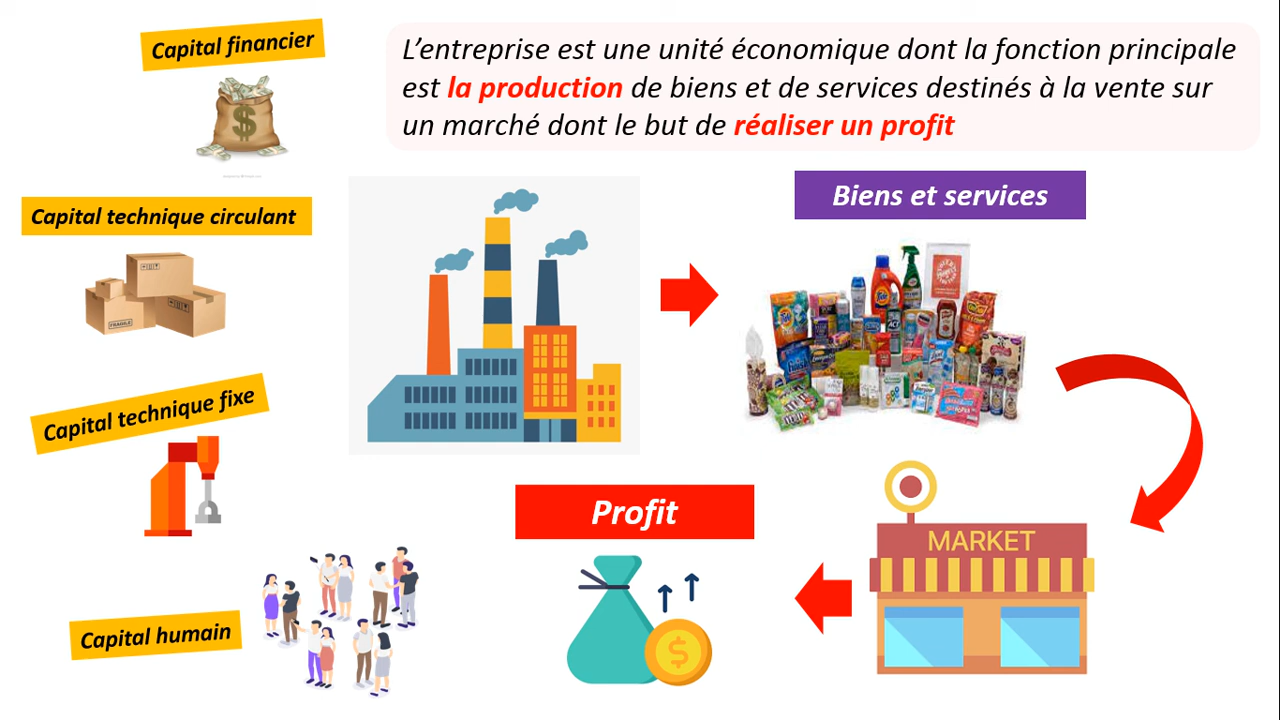 Capital financier
L’entreprise est une unité économique dont la fonction principale
est la production de biens et de services destinés à la vente sur
un marché dont le but de réaliser un profit
Capital technique circulant
Biens et services
FRAGILE
Capital technique fixe
Profit
MARKET
Capital humain